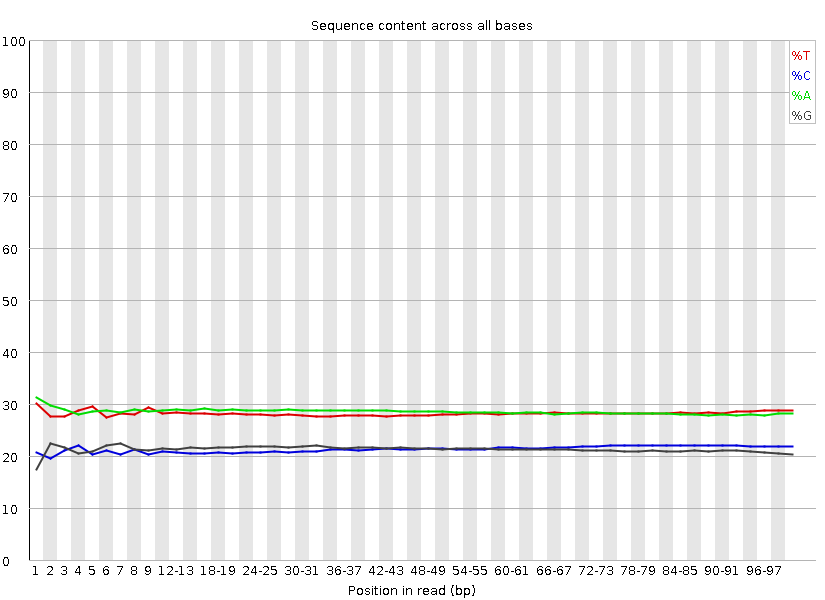 Sequence content across all bases
100
90
80
70
60
50
40
30
20
10
0
%T
%C
%A
%G
1 2 3 4 5 6 7 8 9 12-13 18-19 24-25 30-31 36-37 42-43 48-49 54-55 60-61 66-67 72-73 78-79 84-85 90-91 96-97
Position in read (bp)